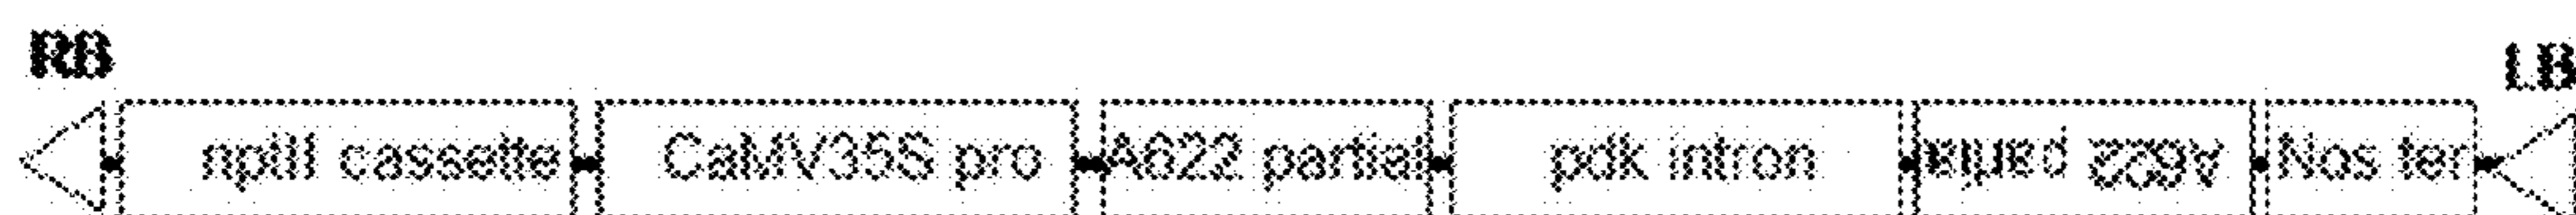 RB LB
nptII cassette CaMV35S pro A622 partial pdk intron A622 partial Nos ter